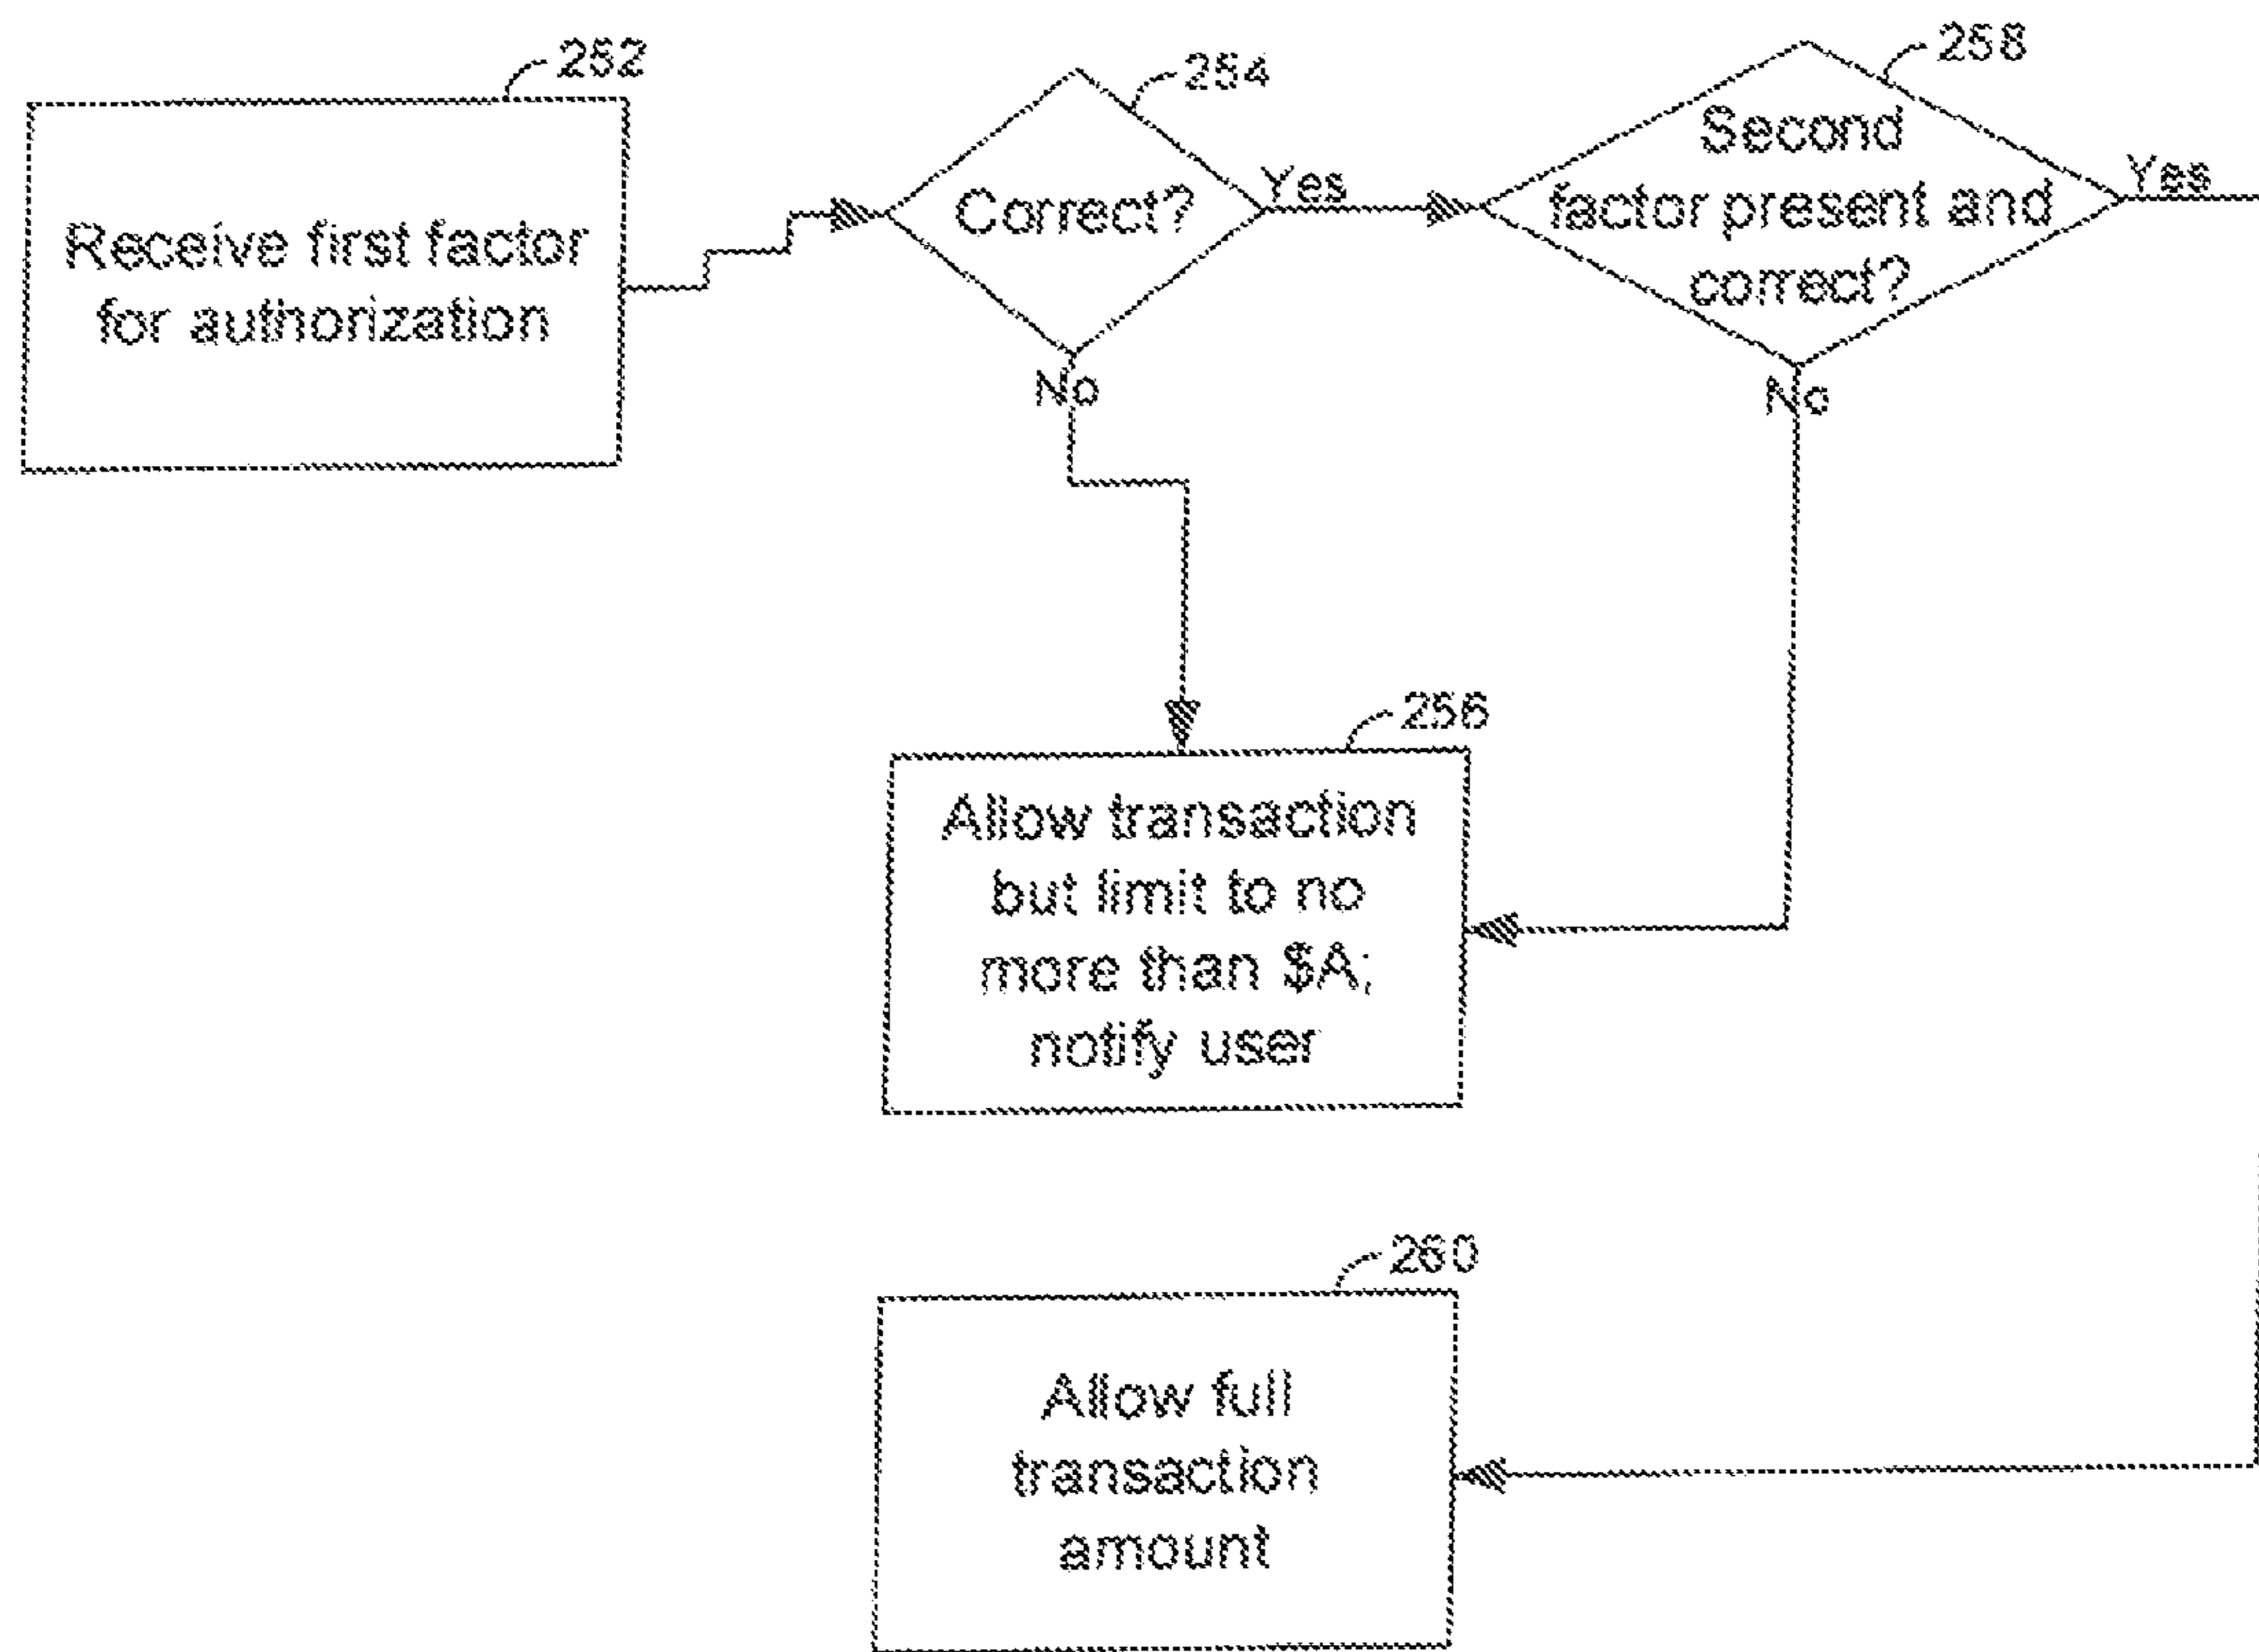 252
Receive first factor
for authorization
254
Correct?
Yes
No
258
Second
factor present and
correct?
Yes
No
256
Allow transaction
but limit to no
more than $A;
notify user
260
Allow full
transaction
amount